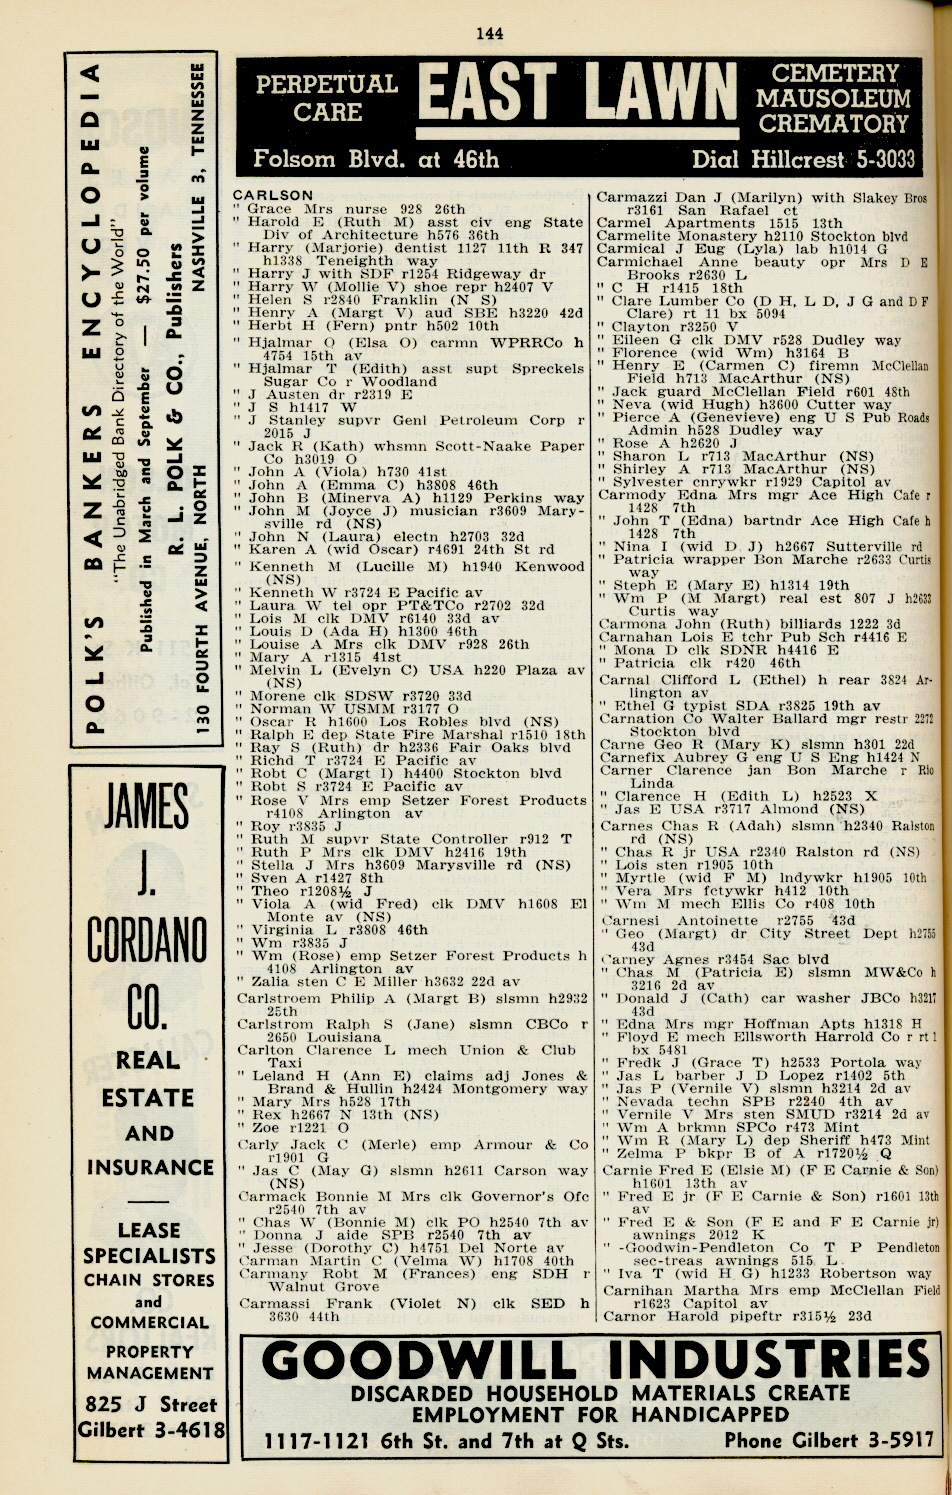 144
PERPETUAL
CARE
EAST LAWN
CEMETERY
MAUSOLEUM
CREMATORY
Folsom Blvd. at 46th
Dial Hillcrest 5-3033
POLK'S BANKERS ENCYCLOPEDIA
"The Unabridged Bank Directory of the World"
Published in March and September — $27.50 per volume
R. L. POLK & CO., Publishers
130 FOURTH AVENUE, NORTH NASHVILLE 3, TENNESSEE
JAMES
J.
CORDANO
CO.
REAL
ESTATE
AND
INSURANCE
LEASE
SPECIALISTS
CHAIN STORES
and
COMMERCIAL
PROPERTY
MANAGEMENT
825 J Street
Gilbert 3-4618
CARLSON
" Grace Mrs nurse 928 26th
" Harold E (Ruth M) asst civ eng State
Div of Architecture h576 36th
" Harry (Marjorie) dentist 1127 11th R 347
h1338 Teneighth way
" Harry J with SDF r1254 Ridgeway dr
" Harry W (Mollie V) shoe repr h2407 V
" Helen S r2840 Franklin (N S)
" Henry A (Margt V) aud SBE h3220 42d
" Herbt H (Fern) pntr h502 10th
" Hjalmar O (Elsa O) carmn WPRRCo h
4754 15th av
" Hjalmar T (Edith) asst supt Spreckels
Sugar Co r Woodland
" J Austen dr r2319 E
" J S h1417 W
" J Stanley supvr Genl Petroleum Corp r
2015 J
" Jack R (Kath) whsmn Scott-Naake Paper
Co h3019 O
" John A (Viola) h730 41st
" John A (Emma C) h3808 46th
" John B (Minerva A) h1129 Perkins way
" John M (Joyce J) musician r3609 Mary-
sville rd (NS)
" John N (Laura) electn h2703 32d
" Karen A (wid Oscar) r4691 24th St rd
" Kenneth M (Lucille M) h1940 Kenwood
(NS)
" Kenneth W r3724 E Pacific av
" Laura W tel opr PT&TCo r2702 32d
" Lois M clk DMV r6140 33d av
" Louis D (Ada H) h1300 46th
" Louise A Mrs clk DMV r928 26th
" Mary A r1315 41st
" Melvin L (Evelyn C) USA h220 Plaza av
(NS)
" Morene clk SDSW r3720 33d
" Norman W USMM r3177 O
" Oscar R h1600 Los Robles blvd (NS)
" Ralph E dep State Fire Marshal r1510 18th
" Ray S (Ruth) dr h2336 Fair Oaks blvd
" Richd T r3724 E Pacific av
" Robt C (Margt I) h4400 Stockton blvd
" Robt S r3724 E Pacific av
" Rose V Mrs emp Setzer Forest Products
r4108 Arlington av
" Roy r3835 J
" Ruth M supvr State Controller r912 T
" Ruth P Mrs clk DMV h2416 19th
" Stella J Mrs h3609 Marysville rd (NS)
" Sven A r1427 8th
" Theo r1208½ J
" Viola A (wid Fred) clk DMV h1608 El
Monte av (NS)
" Virginia L r3808 46th
" Wm r3835 J
" Wm (Rose) emp Setzer Forest Products h
4108 Arlington av
" Zalia sten C E Miller h3632 22d av
Carlstroem Philip A (Margt B) slsmn h2932
25th
Carlstrom Ralph S (Jane) slsmn CBCo r
2650 Louisiana
Carlton Clarence L mech Union & Club
Taxi
" Leland H (Ann E) claims adj Jones &
Brand & Hullin h2424 Montgomery way
" Mary Mrs h528 17th
" Rex h2667 N 13th (NS)
" Zoe r1221 O
Carly Jack C (Merle) emp Armour & Co
r1901 G
" Jas C (May G) slsmn h2611 Carson way
(NS)
Carmack Bonnie M Mrs clk Governor's Ofc
r2540 7th av
" Chas W (Bonnie M) clk PO h2540 7th av
" Donna J aide SPB r2540 7th av
" Jesse (Dorothy C) h4751 Del Norte av
Carman Martin C (Velma W) h1708 40th
Carmany Robt M (Frances) eng SDH r
Walnut Grove
Carmassi Frank (Violet N) clk SED h
3630 44th
Carmazzi Dan J (Marilyn) with Slakey Bros
r3161 San Rafael ct
Carmel Apartments 1515 13th
Carmelite Monastery h2110 Stockton blvd
Carmical J Eug (Lyla) lab h1014 G
Carmichael Anne beauty opr Mrs D E
Brooks r2630 L
" C H r1415 18th
" Clare Lumber Co (D H, L D, J G and D F
Clare) rt 11 bx 5094
" Clayton r3250 V
" Eileen G clk DMV r528 Dudley way
" Florence (wid Wm) h3164 B
" Henry E (Carmen C) firemn McClellan
Field h713 MacArthur (NS)
" Jack guard McClellan Field r601 48th
" Neva (wid Hugh) h3600 Cutter way
" Pierce A (Genevieve) eng U S Pub Roads
Admin h528 Dudley way
" Rose A h2620 J
" Sharon L r713 MacArthur (NS)
" Shirley A r713 MacArthur (NS)
" Sylvester cnrywkr r1929 Capitol av
Carmody Edna Mrs mgr Ace High Cafe r
1428 7th
" John T (Edna) bartndr Ace High Cafe h
1428 7th
" Nina I (wid D J) h2667 Sutterville rd
" Patricia wrapper Bon Marche r2633 Curtis
way
" Steph E (Mary E) h1314 19th
" Wm P (M Margt) real est 807 J h2633
Curtis way
Carmona John (Ruth) billiards 1222 3d
Carnahan Lois E tchr Pub Sch r4416 E
" Mona D clk SDNR h4416 E
" Patricia clk r420 46th
Carnal Clifford L (Ethel) h rear 3824 Ar-
lington av
" Ethel G typist SDA r3825 19th av
Carnation Co Walter Ballard mgr restr 2272
Stockton blvd
Carne Geo R (Mary K) slsmn h301 22d
Carnefix Aubrey G eng U S Eng h1424 N
Carner Clarence jan Bon Marche r Rio
Linda
" Clarence H (Edith L) h2523 X
" Jas E USA r3717 Almond (NS)
Carnes Chas R (Adah) slsmn h2340 Ralston
rd (NS)
" Chas R jr USA r2340 Ralston rd (NS)
" Lois sten r1905 10th
" Myrtle (wid F M) lndywkr h1905 10th
" Vera Mrs fctywkr h412 10th
" Wm M mech Ellis Co r408 10th
Carnesi Antoinette r2755 43d
" Geo (Margt) dr City Street Dept h2755
43d
Carney Agnes r3454 Sac blvd
" Chas M (Patricia E) slsmn MW&Co h
3216 2d av
" Donald J (Cath) car washer JBCo h3217
43d
" Edna Mrs mgr Hoffman Apts h1318 H
" Floyd E mech Ellsworth Harrold Co r rt 1
bx 5481
" Fredk J (Grace T) h2533 Portola way
" Jas L barber J D Lopez r1402 5th
" Jas P (Vernile V) slsmn h3214 2d av
" Nevada techn SPB r2240 4th av
" Vernile V Mrs sten SMUD r3214 2d av
" Wm A brkmn SPCo r473 Mint
" Wm R (Mary L) dep Sheriff h473 Mint
" Zelma P bkpr B of A r1720½ Q
Carnie Fred E (Elsie M) (F E Carnie & Son)
h1601 13th av
" Fred E jr (F E Carnie & Son) r1601 13th
av
" Fred E & Son (F E and F E Carnie jr)
awnings 2012 K
" -Goodwin-Pendleton Co T P Pendleton
sec-treas awnings 515 L
" Iva T (wid H G) h1233 Robertson way
Carnihan Martha Mrs emp McClellan Field
r1623 Capitol av
Carnor Harold pipeftr r315½ 23d
GOODWILL INDUSTRIES
DISCARDED HOUSEHOLD MATERIALS CREATE
EMPLOYMENT FOR HANDICAPPED
1117-1121 6th St. and 7th at Q Sts.
Phone Gilbert 3-5917